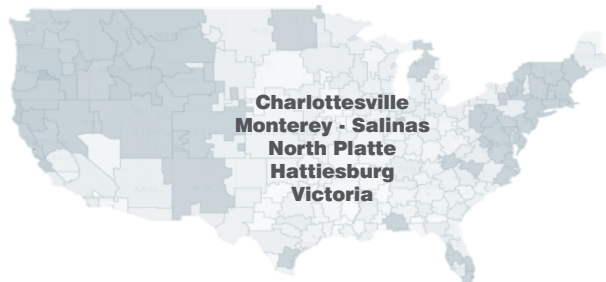 Charlottesville
Monterey - Salinas
North Platte
Hattiesburg
Victoria